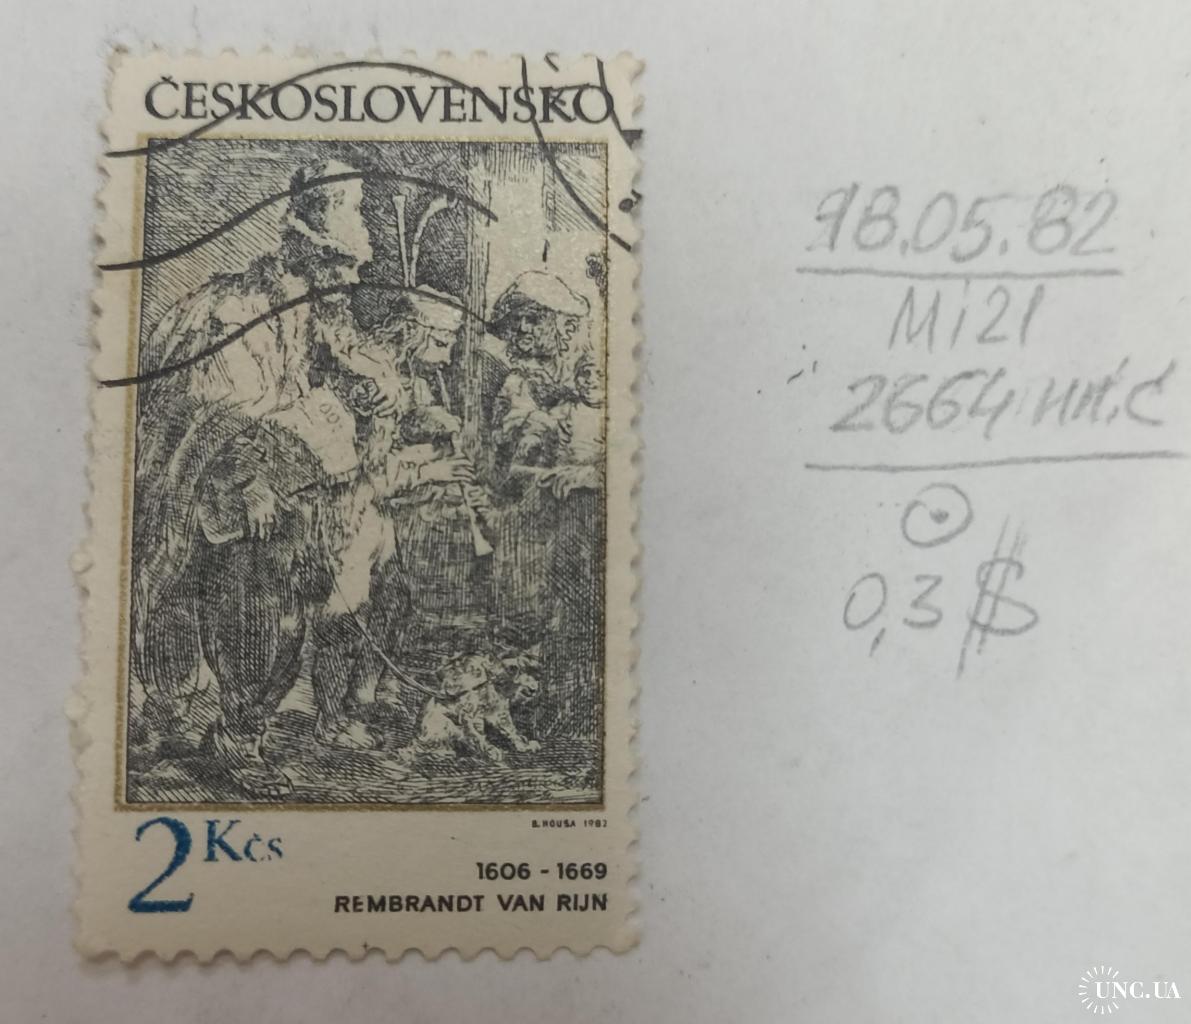 ČESKOSLOVENSKO
2 Kčs
B. HOUSA 1982
1606 - 1669
REMBRANDT VAN RIJN
18.05.82
Mi21
2664
0,3 $
UNC.UA